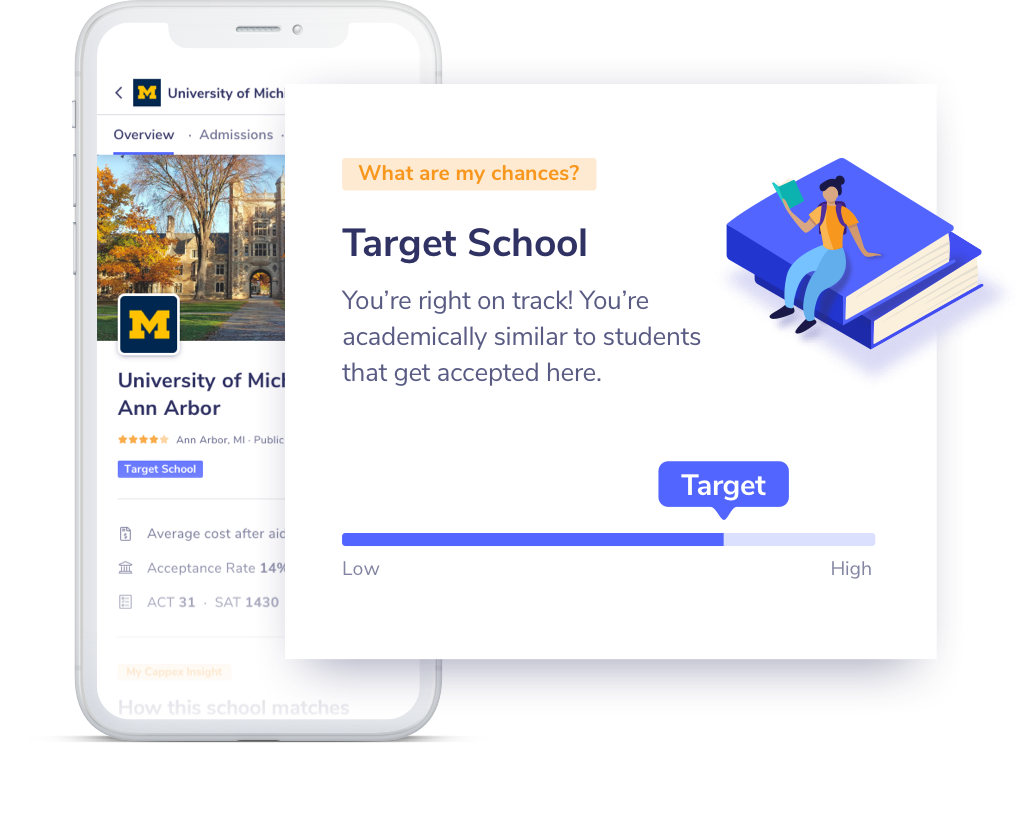 M University of Mich
Overview · Admissions ·
M
University of Mich
Ann Arbor
Ann Arbor, MI · Public
Target School
Average cost after aid
Acceptance Rate 14%
ACT 31 · SAT 1430
My Cappex Insight
How this school matches
What are my chances?
Target School
You’re right on track! You’re
academically similar to students
that get accepted here.
Target
Low High